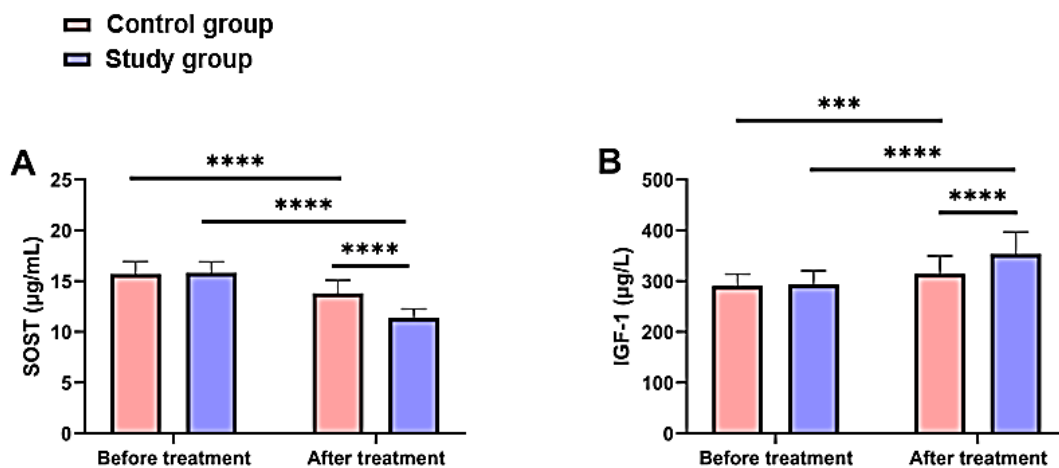 Control group
Study group
A
****
****
****
SOST (µg/mL)
25
20
15
10
5
0
Before treatment
After treatment
B
***
****
****
IGF-1 (µg/L)
500
400
300
200
100
0
Before treatment
After treatment